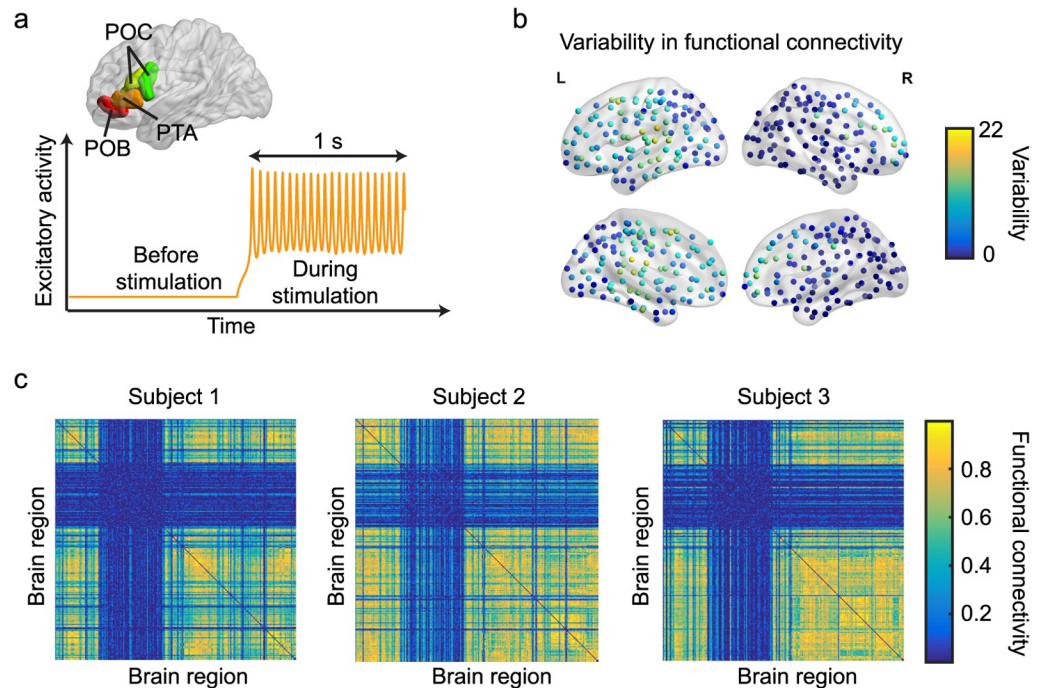 a
POC
POB
PTA
Excitatory activity
1 s
Before
stimulation
During
stimulation
Time
b
Variability in functional connectivity
L
R
22
0
Variability
c
Subject 1
Subject 2
Subject 3
Brain region
Brain region
Brain region
Brain region
Brain region
Brain region
0.8
0.6
0.4
0.2
Functional connectivity